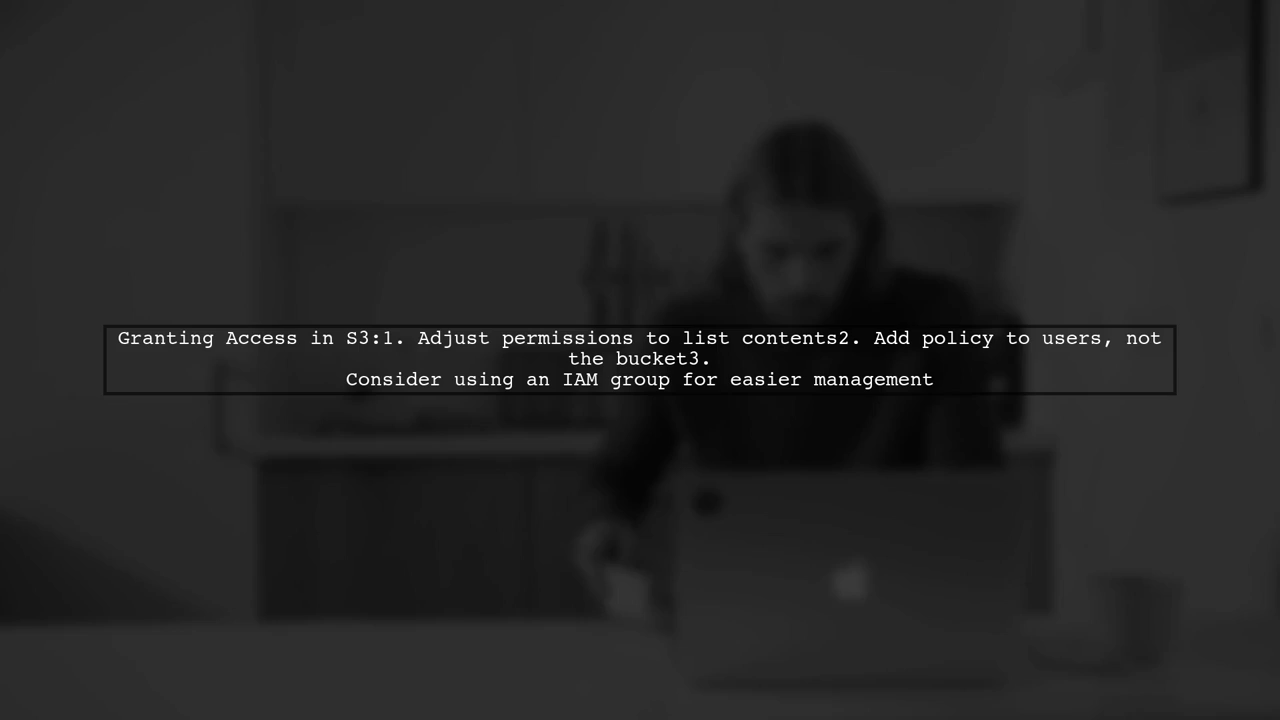 Granting Access in S3:1. Adjust permissions to list contents2. Add policy to users, not
the bucket3.
Consider using an IAM group for easier management